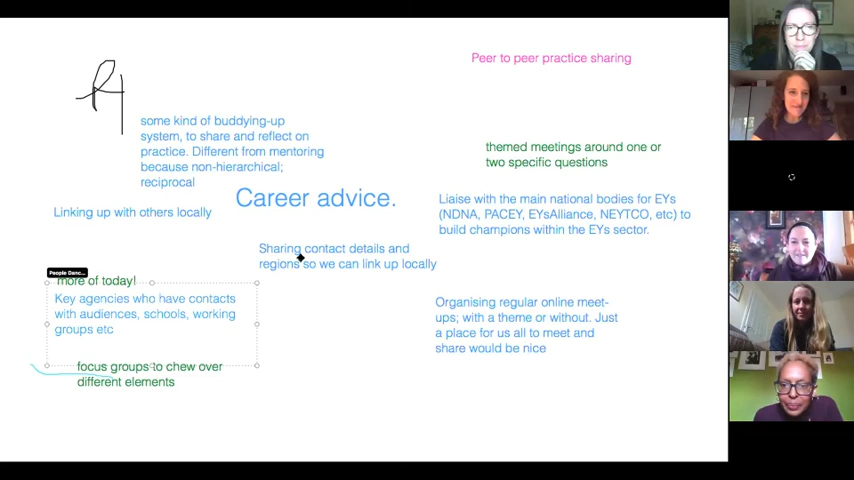 Peer to peer practice sharing
some kind of buddying-up
system, to share and reflect on
practice. Different from mentoring
because non-hierarchical;
reciprocal
themed meetings around one or
two specific questions
Career advice.
Linking up with others locally
Liaise with the main national bodies for EYs
(NDNA, PACEY, EYsAlliance, NEYTCO, etc) to
build champions within the EYs sector.
Sharing contact details and
regions so we can link up locally
People Danc...
more of today!
Key agencies who have contacts
with audiences, schools, working
groups etc
Organising regular online meet-
ups; with a theme or without. Just
a place for us all to meet and
share would be nice
focus groups to chew over
different elements